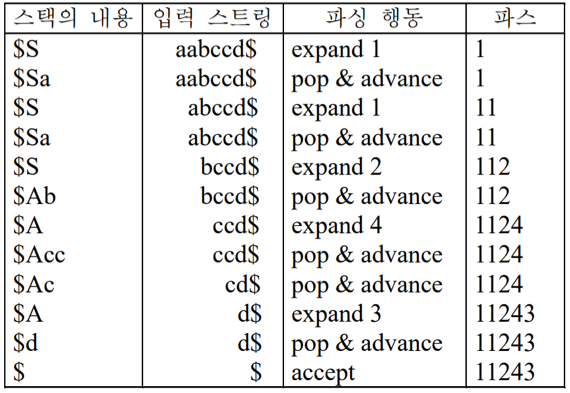 스택의 내용 입력 스트링 파싱 행동 파스
$S aabccd$ expand 1 1
$Sa aabccd$ pop & advance 1
$S abccd$ expand 1 11
$Sa abccd$ pop & advance 11
$S bccd$ expand 2 112
$Ab bccd$ pop & advance 112
$A ccd$ expand 4 1124
$Acc ccd$ pop & advance 1124
$Ac cd$ pop & advance 1124
$A d$ expand 3 11243
$d d$ pop & advance 11243
$ $ accept 11243